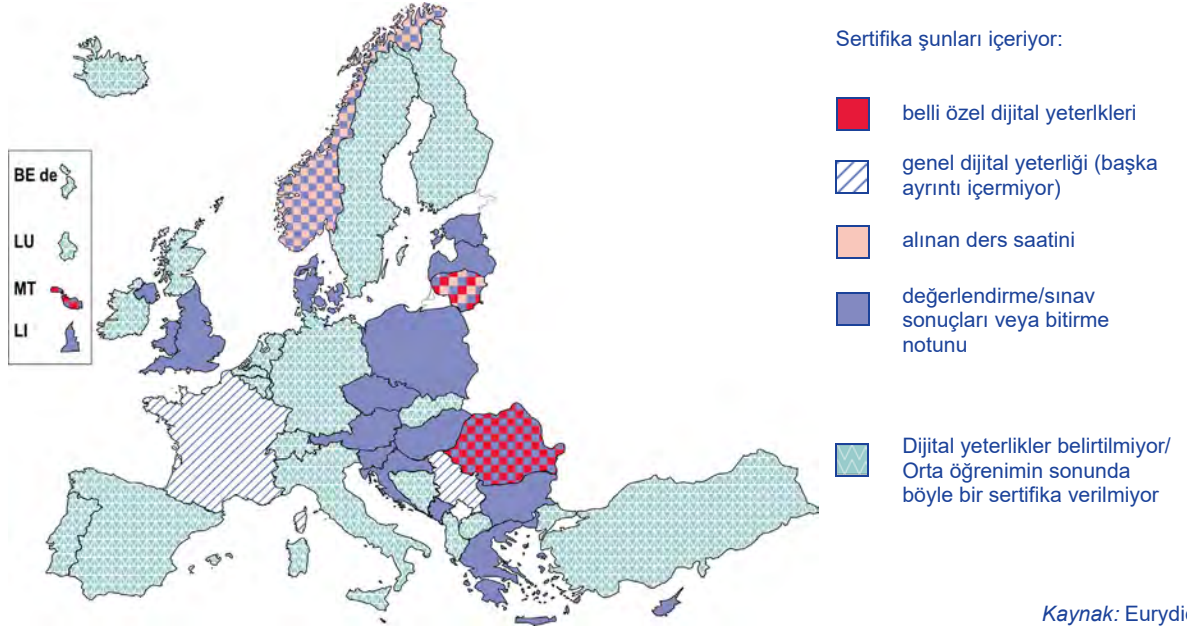 Sertifika şunları içeriyor:
belli özel dijital yeterlkleri
genel dijital yeterliği (başka
ayrıntı içermiyor)
alınan ders saatini
değerlendirme/sınav
sonuçları veya bitirme
notunu
Dijital yeterlikler belirtilmiyor/
Orta öğrenimin sonunda
böyle bir sertifika verilmiyor
BE de
LU
MT
LI
Kaynak: Eurydic